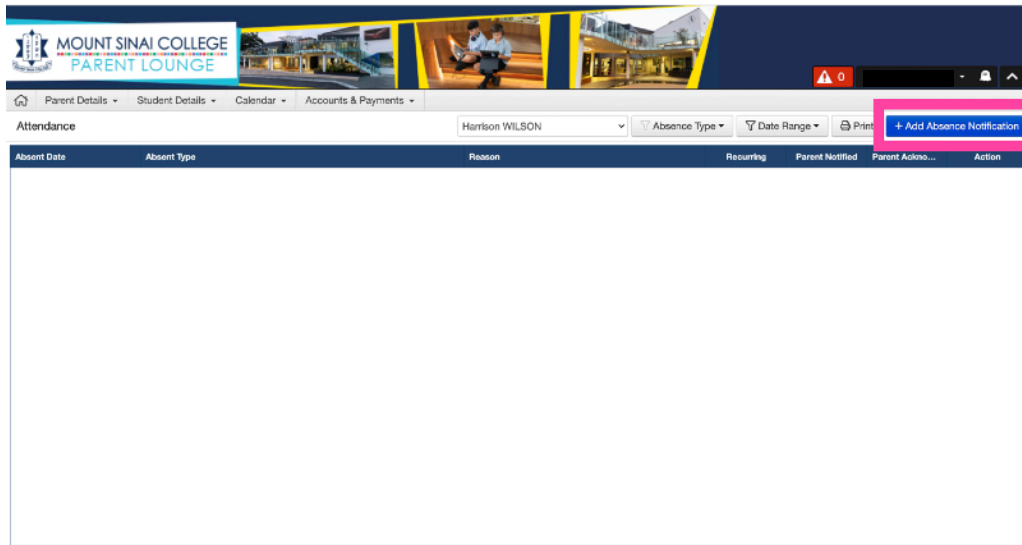 MOUNT SINAI COLLEGE
PARENT LOUNGE
0
Parent Details Student Details Calendar Accounts & Payments
Attendance Harrison WILSON Absence Type Date Range Print + Add Absence Notification
Absent Date Absent Type Reason Recurring Parent Notified Parent Ackno... Action